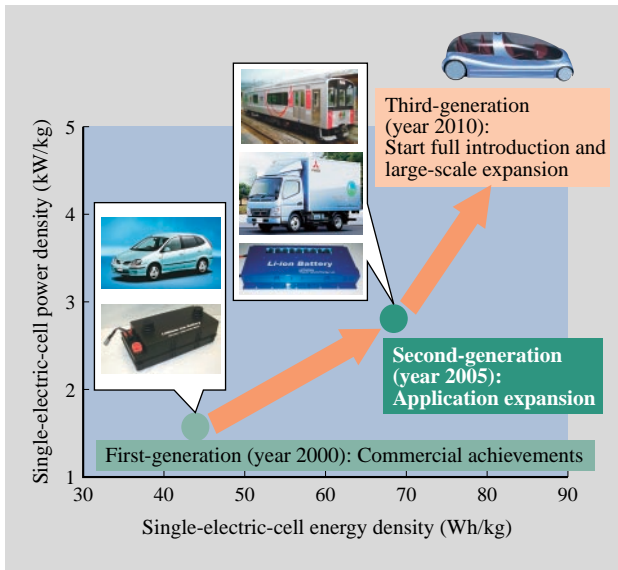 Third-generation
(year 2010):
Start full introduction and
large-scale expansion
5
4
3
2
1
Single-electric-cell power density (kW/kg)
Li-ion Battery
Second-generation
(year 2005):
Application expansion
First-generation (year 2000): Commercial achievements
30
40
50
60
70
80
90
Single-electric-cell energy density (Wh/kg)